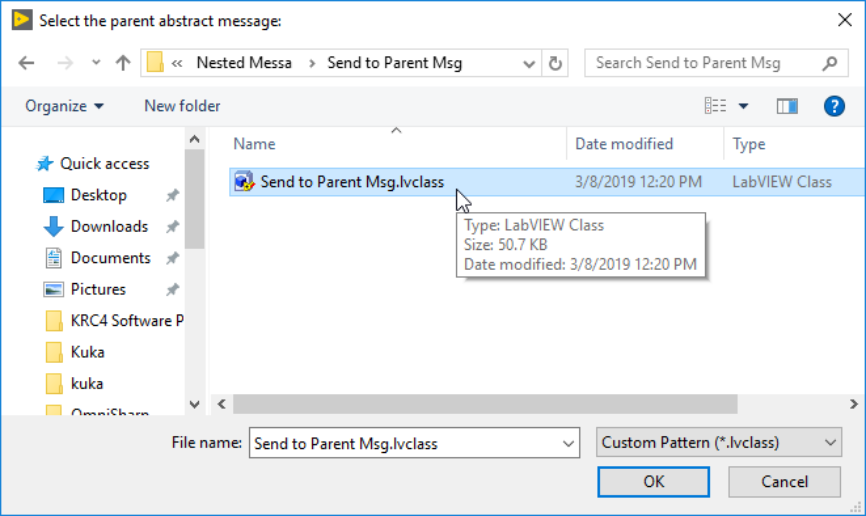 Select the parent abstract message:
« Nested Messa › Send to Parent Msg
Search Send to Parent Msg
Organize
New folder
Name
Date modified
Type
Quick access
Desktop
Downloads
Documents
Pictures
KRC4 Software P
Kuka
kuka
OmniSharp
Send to Parent Msg.lvclass
3/8/2019 12:20 PM
LabVIEW Class
Type: LabVIEW Class
Size: 50.7 KB
Date modified: 3/8/2019 12:20 PM
File name:
Send to Parent Msg.lvclass
Custom Pattern (*.lvclass)
OK
Cancel